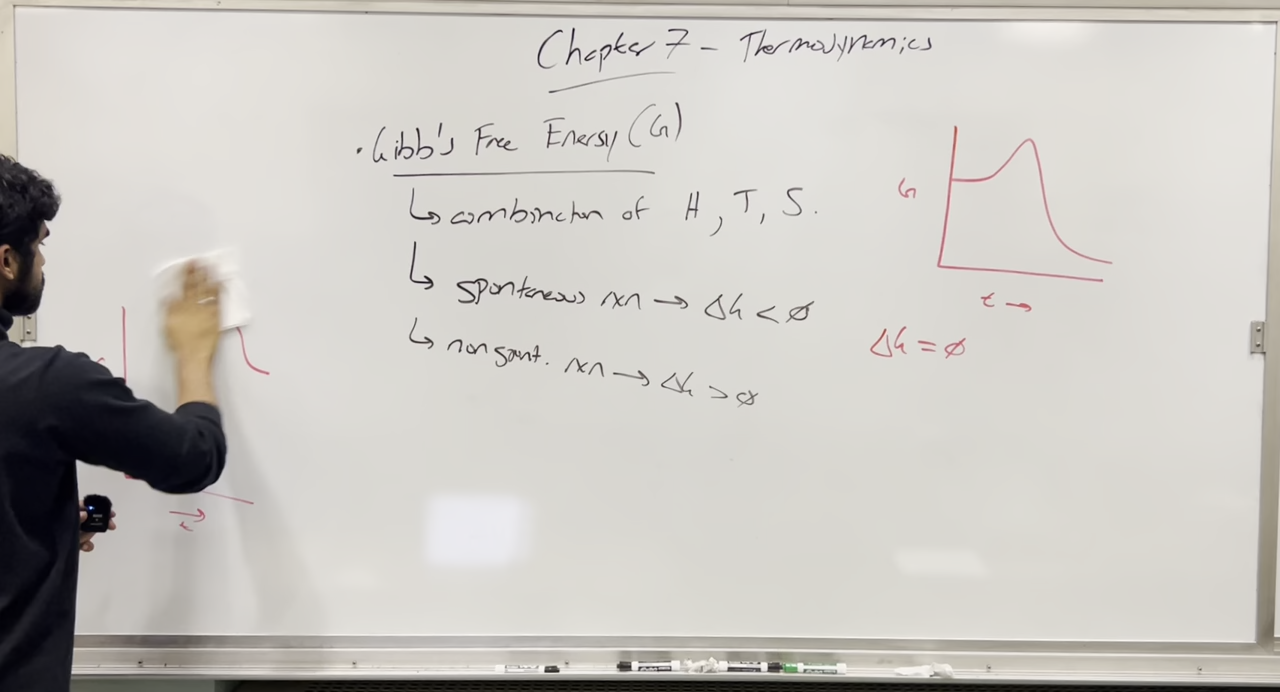 Chapter 7 - Thermodynamics
• Gibb's Free Energy (G)
↳ combination of H, T, S.
↳ spontaneous rxn → ΔG < ∅
↳ nonspont. rxn → ΔG > ∅
G
t →
ΔG = ∅
t